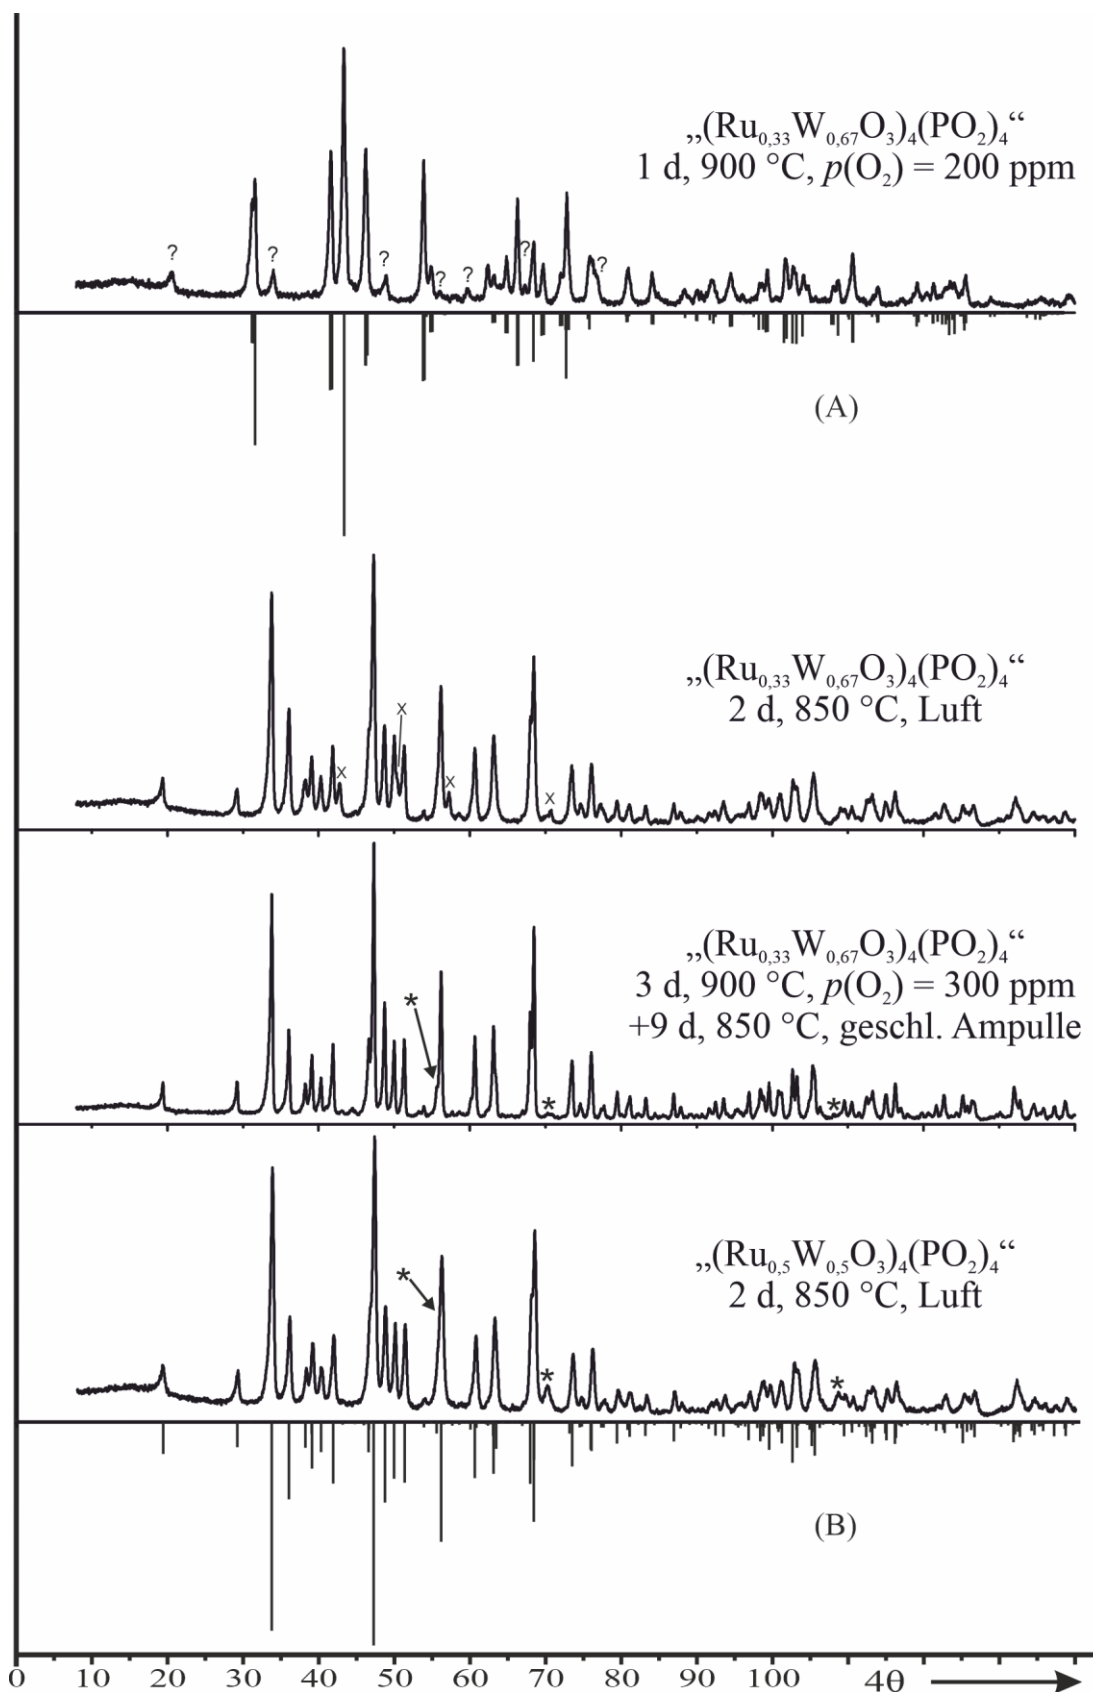 „(Ru0,33W0,67O3)4(PO2)4“
1 d, 900 °C, p(O2) = 200 ppm
? ? ? ? ? ? ?
(A)
„(Ru0,33W0,67O3)4(PO2)4“
2 d, 850 °C, Luft
x x x x
„(Ru0,33W0,67O3)4(PO2)4“
3 d, 900 °C, p(O2) = 300 ppm
+9 d, 850 °C, geschl. Ampulle
* * *
„(Ru0,5W0,5O3)4(PO2)4“
2 d, 850 °C, Luft
* * *
(B)
0 10 20 30 40 50 60 70 80 90 100 4θ